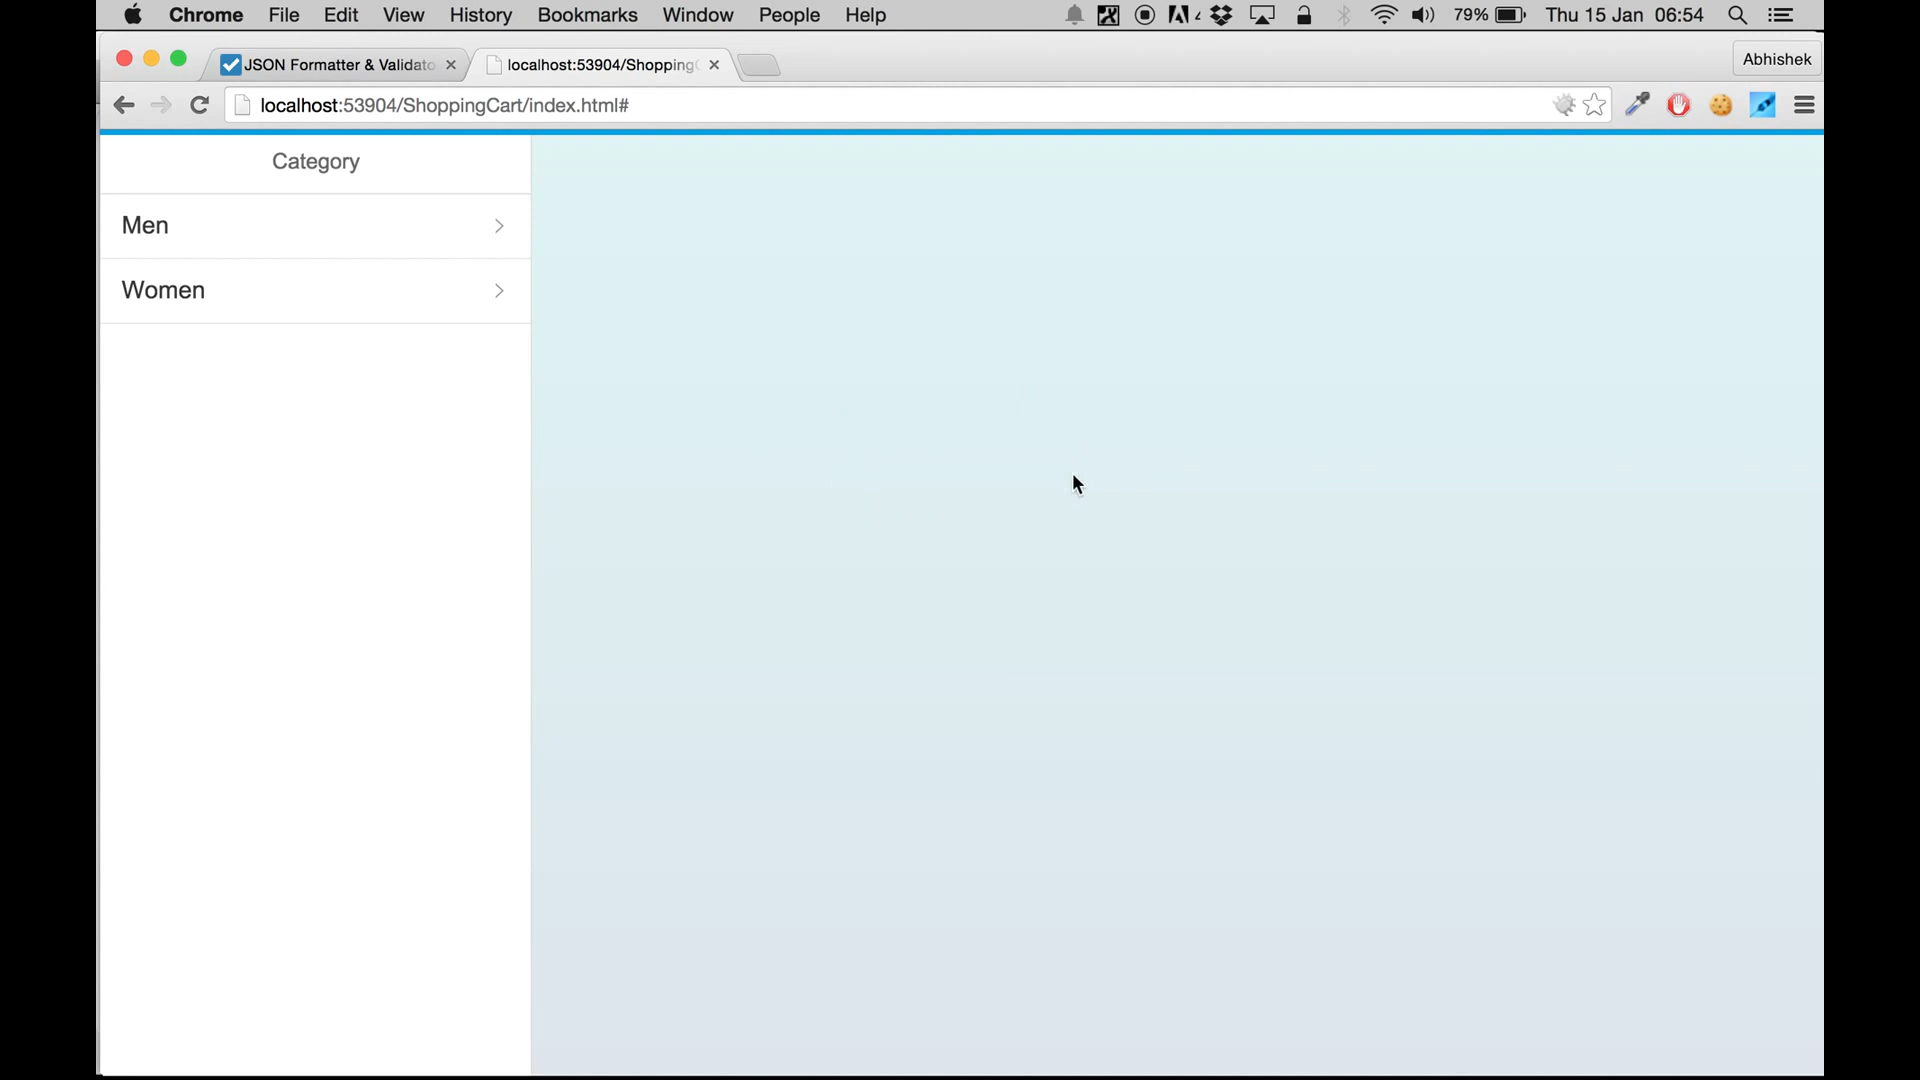 Chrome File Edit View History Bookmarks Window People Help 4 79% Thu 15 Jan 06:54
JSON Formatter & Validato localhost:53904/Shopping Abhishek
localhost:53904/ShoppingCart/index.html#
Category
Men
Women